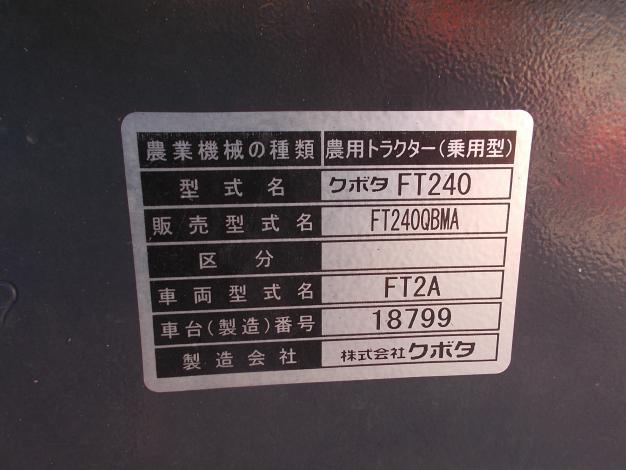 農業機械の種類 農用トラクター(乗用型)
型式名 クボタ FT240
販売型式名 FT240QBMA
区分
車両型式名 FT2A
車台(製造)番号 18799
製造会社 株式会社クボタ